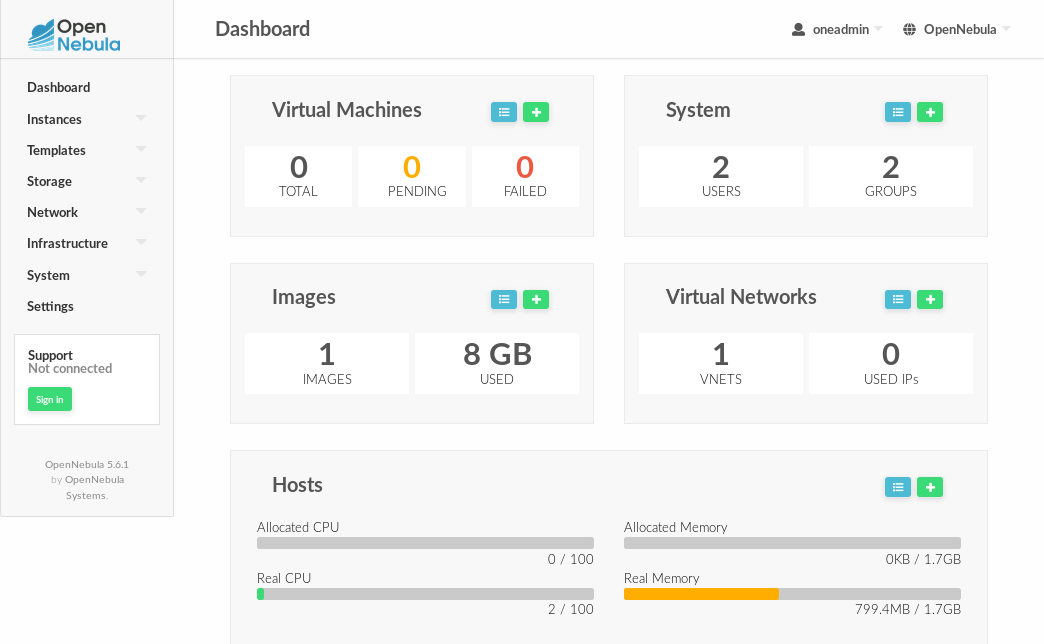 Open
Nebula
Dashboard
oneadmin
OpenNebula
Dashboard
Instances
Templates
Storage
Network
Infrastructure
System
Settings
Support
Not connected
Sign in
OpenNebula 5.6.1
by OpenNebula
Systems.
Virtual Machines
0
TOTAL
0
PENDING
0
FAILED
System
2
USERS
2
GROUPS
Images
1
IMAGES
8 GB
USED
Virtual Networks
1
VNETS
0
USED IPs
Hosts
Allocated CPU
0 / 100
Real CPU
2 / 100
Allocated Memory
0KB / 1.7GB
Real Memory
799.4MB / 1.7GB